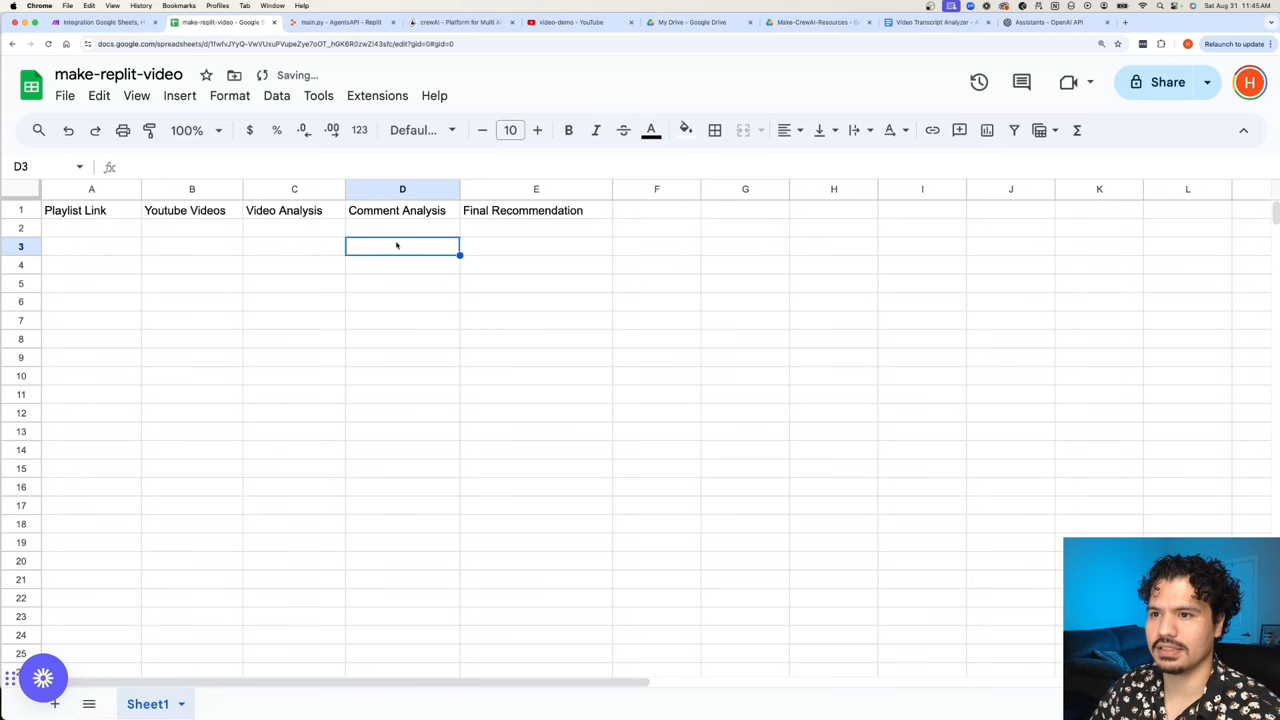 Chrome File Edit View History Bookmarks Profiles Tab Window Help Sat Aug 31 11:45 AM
Integration Google Sheets, make-replit-video - Google main.py - AgentsAPI - Replit crewAI - Platform for Multi video-demo - YouTube My Drive - Google Drive Make-CrewAI-Resources - Video Transcript Analyzer - Assistants - OpenAI API
Relaunch to update
make-replit-video Saving...
File Edit View Insert Format Data Tools Extensions Help
Share H
100% $ % .0 .00 123 Defaul... 10 B A
D3 fx
A B C D E F G H I J K L
1 Playlist Link Youtube Videos Video Analysis Comment Analysis Final Recommendation
2
3
4
5
6
7
8
9
10
11
12
13
14
15
16
17
18
19
20
21
22
23
24
25
Sheet1